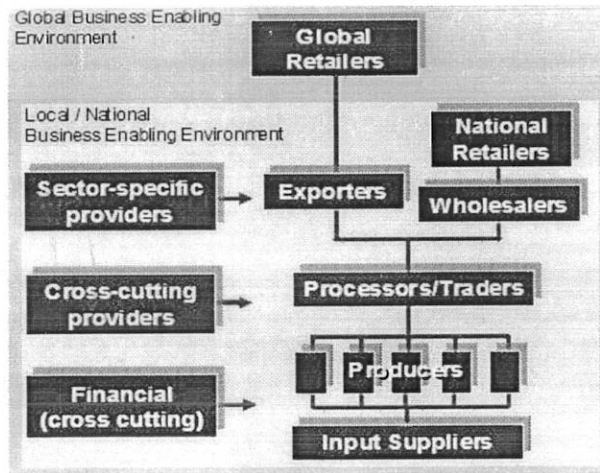 Global Business Enabling
Environment
Global
Retailers
Local / National
Business Enabling Environment
National
Retailers
Sector-specific
providers
Exporters
Wholesalers
Cross-cutting
providers
Processors/Traders
Producers
Financial
(cross cutting)
Input Suppliers